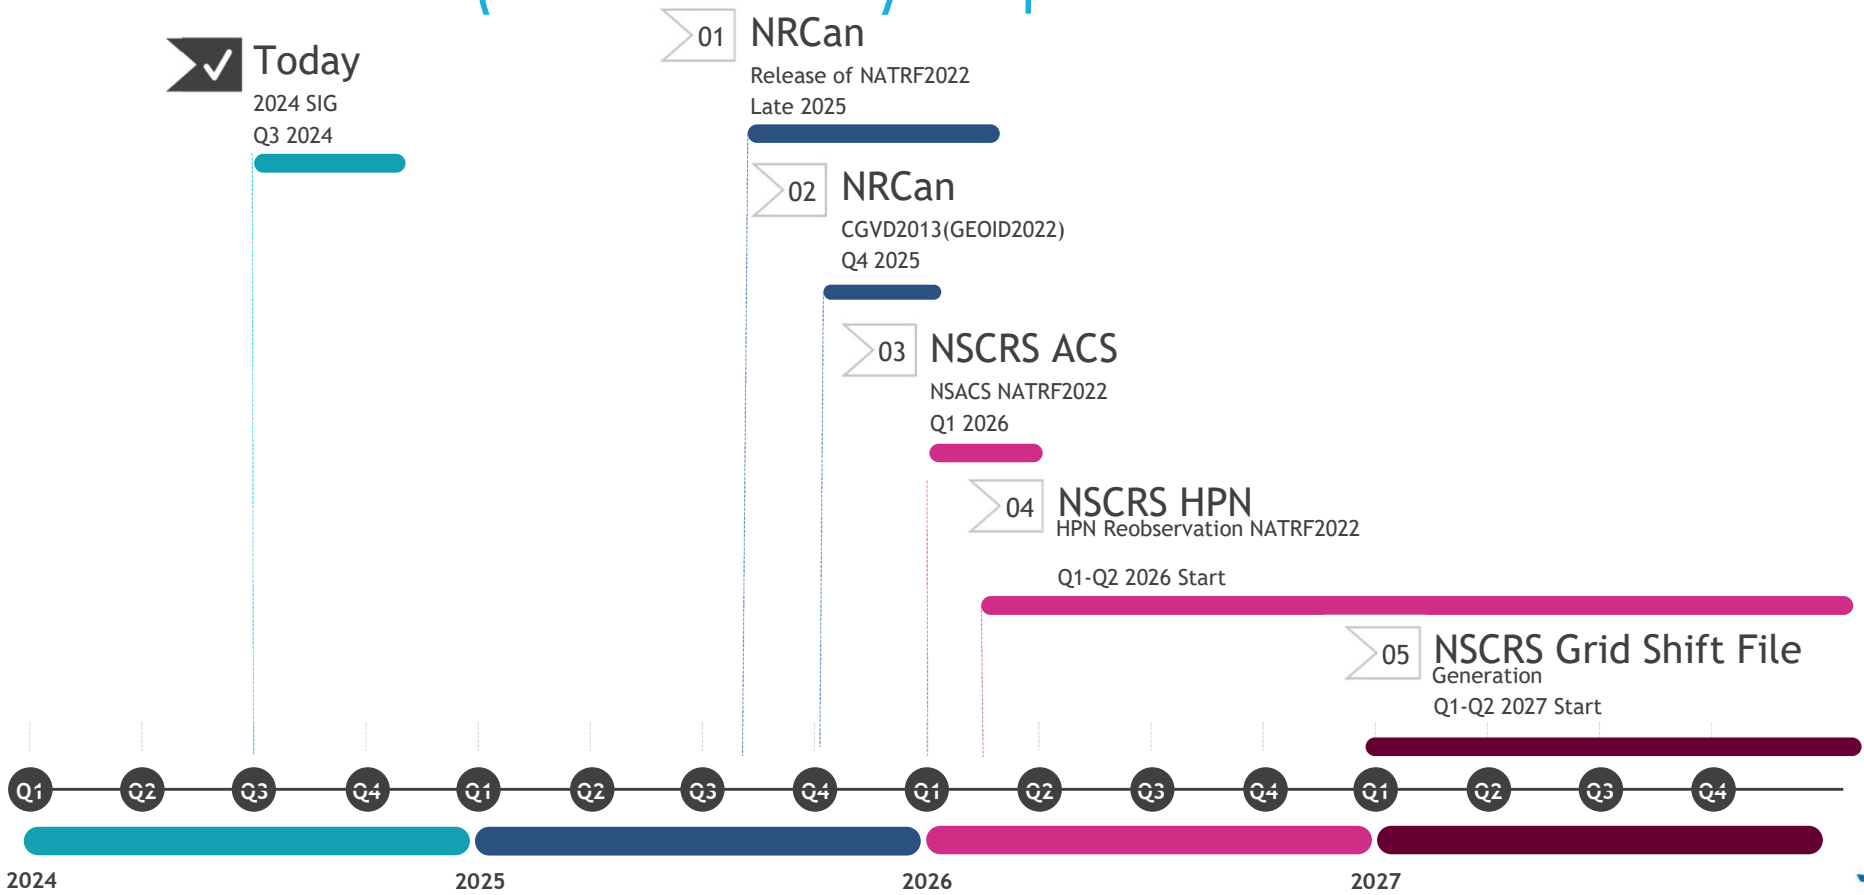 Today
2024 SIG
Q3 2024
01
NRCan
Release of NATRF2022
Late 2025
02
NRCan
CGVD2013(GEOID2022)
Q4 2025
03
NSCRS ACS
NSACS NATRF2022
Q1 2026
04
NSCRS HPN
HPN Reobservation NATRF2022
Q1-Q2 2026 Start
05
NSCRS Grid Shift File
Generation
Q1-Q2 2027 Start
Q1 Q2 Q3 Q4 Q1 Q2 Q3 Q4 Q1 Q2 Q3 Q4 Q1 Q2 Q3 Q4
2024 2025 2026 2027